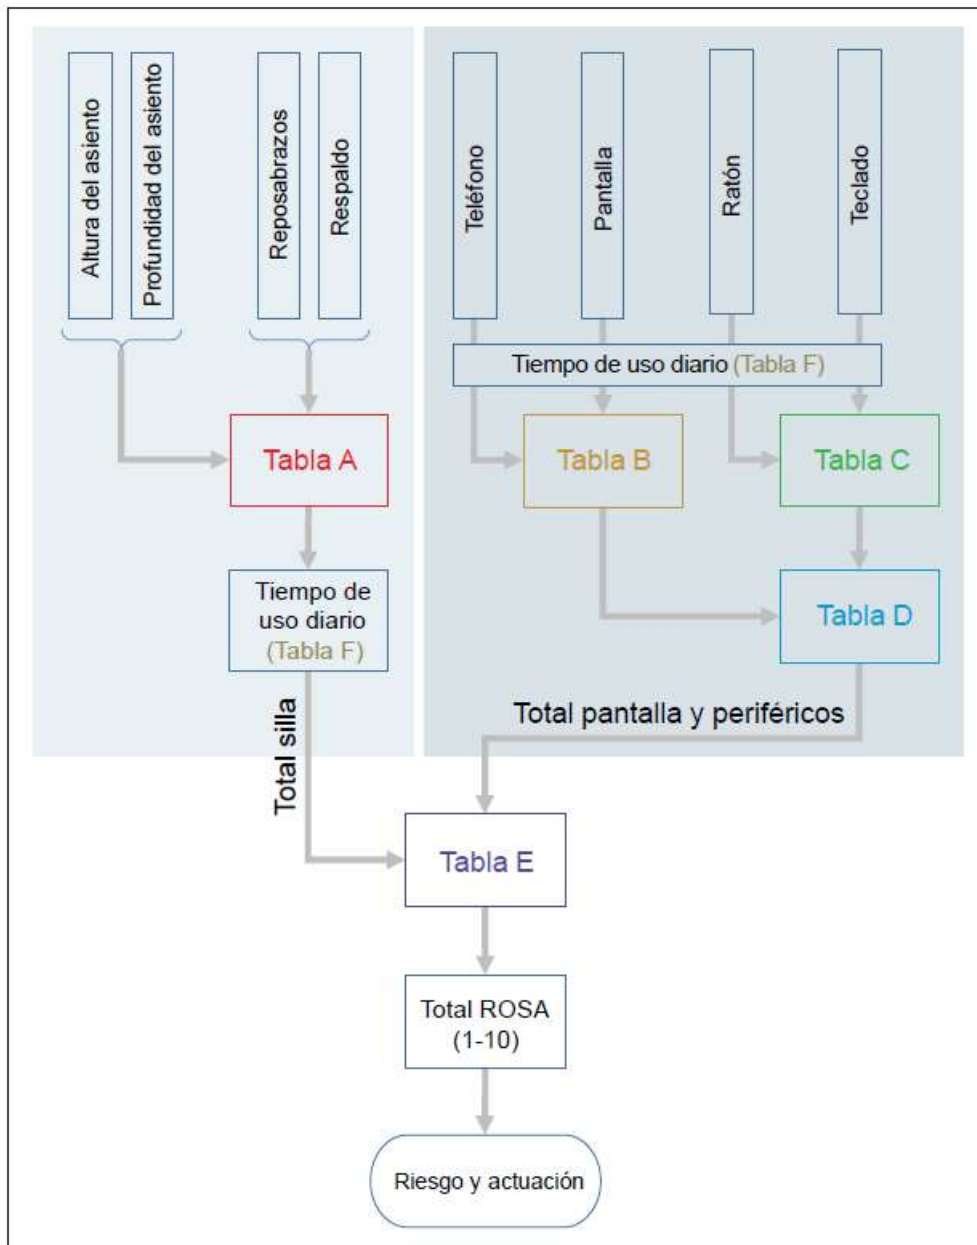 Altura del asiento
Profundidad del asiento
Reposabrazos
Respaldo
Teléfono
Pantalla
Ratón
Teclado
Tiempo de uso diario (Tabla F)
Tabla A
Tabla B
Tabla C
Tiempo de
uso diario
(Tabla F)
Tabla D
Total silla
Total pantalla y periféricos
Tabla E
Total ROSA
(1-10)
Riesgo y actuación